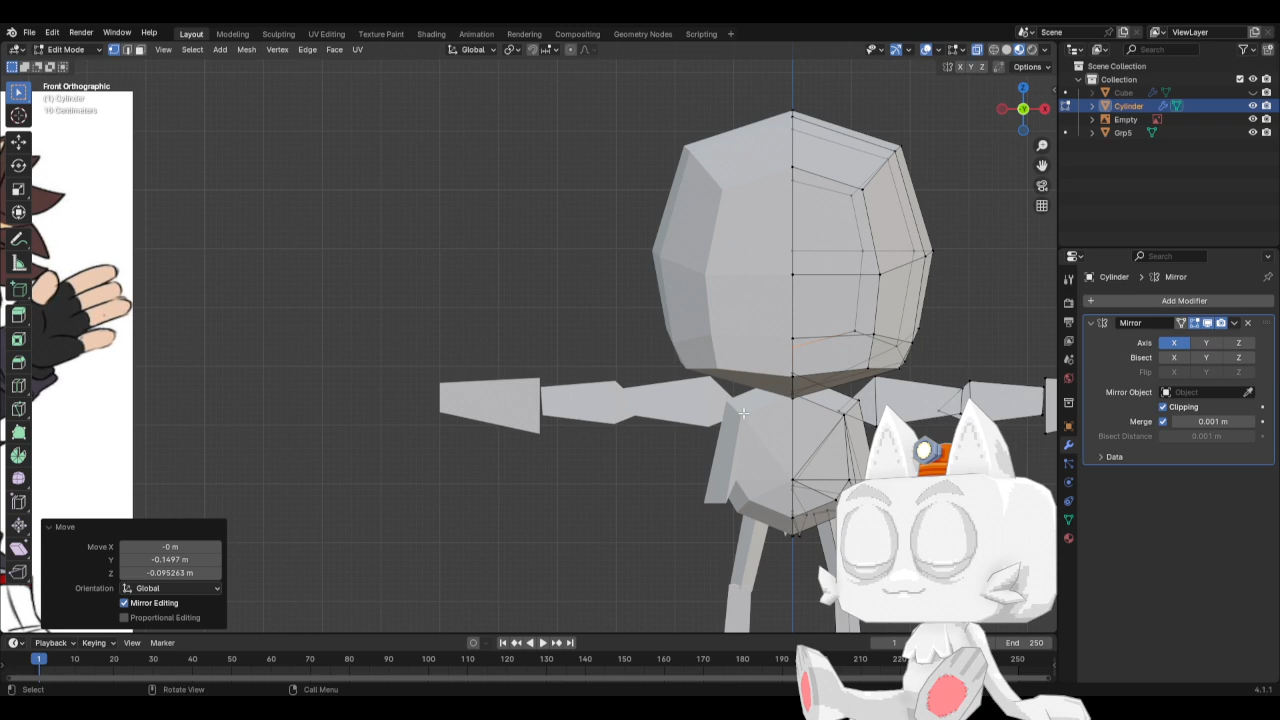 File Edit Render Window Help Layout Modeling Sculpting UV Editing Texture Paint Shading Animation Rendering Compositing Geometry Nodes Scripting + Scene ViewLayer
Edit Mode View Select Add Mesh Vertex Edge Face UV Global Search
X Y Z Options Scene Collection
Front Orthographic
(1) Cylinder
10 Centimeters
Collection
Cube
Cylinder
Empty
Grp5
Z
Y
X
Search
Cylinder > Mirror
+ Add Modifier
Mirror
Axis X Y Z
Bisect X Y Z
Flip X Y Z
Mirror Object Object
Clipping
Merge 0.001 m
Bisect Distance 0.001 m
Data
Move
Move X -0 m
Y -0.1497 m
Z -0.095263 m
Orientation Global
Mirror Editing
Proportional Editing
Playback Keying View Marker 1 End 250
1 10 20 30 40 50 60 70 80 90 100 110 120 130 140 150 160 170 180 190 210 250
Select Rotate View Call Menu 4.1.1